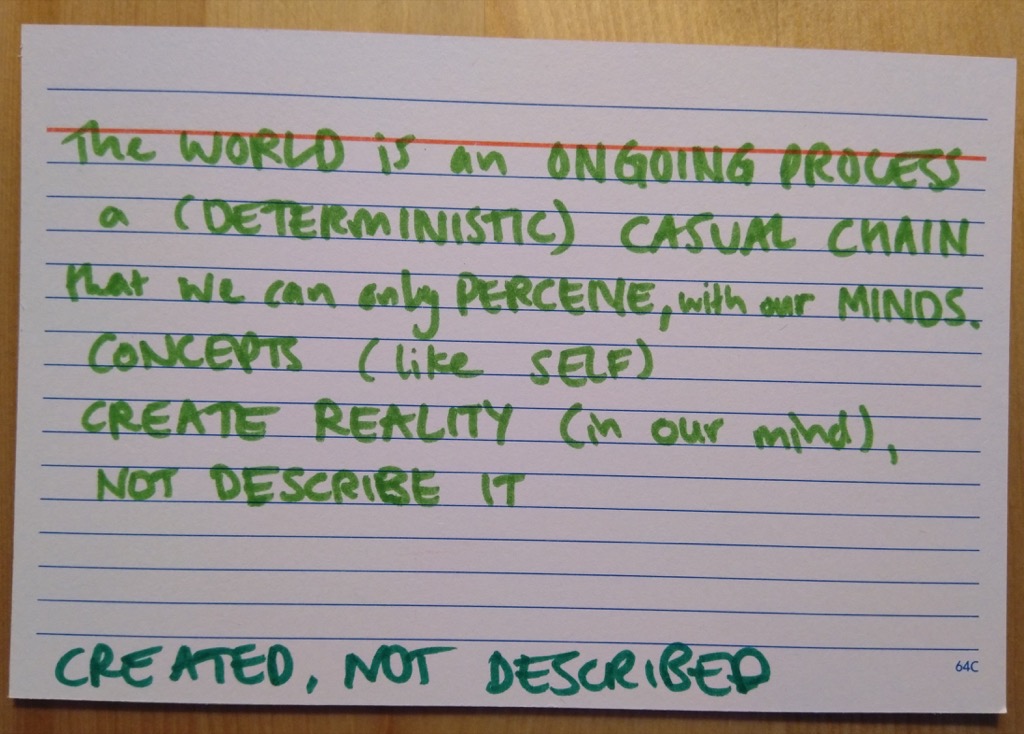 The WORLD is an ONGOING PROCESS
a (DETERMINISTIC) CASUAL CHAIN
that we can only PERCEIVE, with our MINDS.
CONCEPTS (like SELF)
CREATE REALITY (in our mind),
NOT DESCRIBE IT
CREATED, NOT DESCRIBED
64C